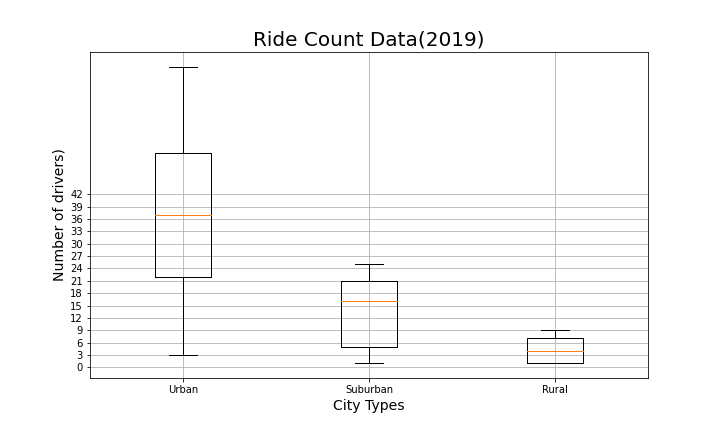 Ride Count Data(2019)
Number of drivers)
42
39
36
33
30
27
24
21
18
15
12
9
6
3
0
Urban
Suburban
Rural
City Types